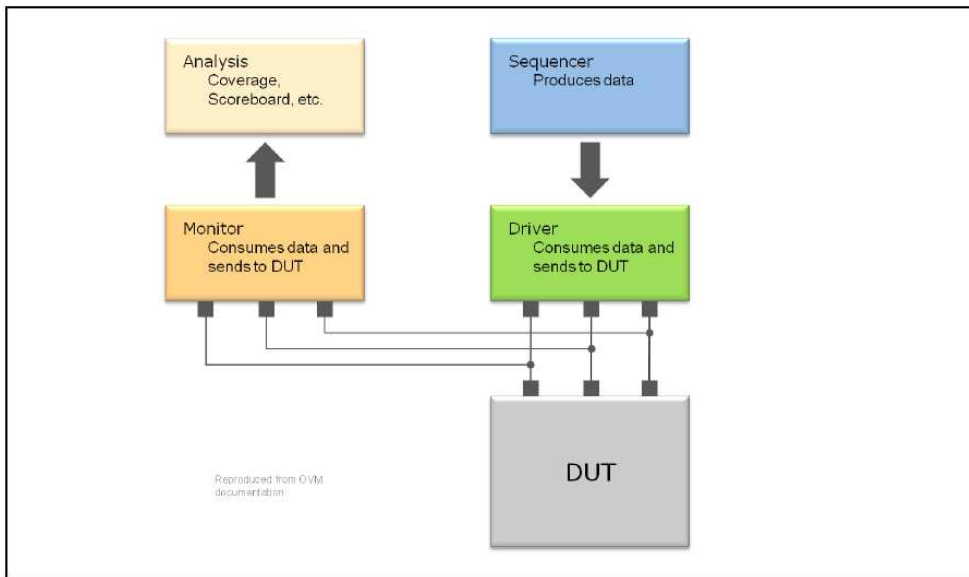 Analysis
Coverage,
Scoreboard, etc.
Sequencer
Produces data
Monitor
Consumes data and
sends to DUT
Driver
Consumes data and
sends to DUT
DUT
Reproduced from OVM
documentation